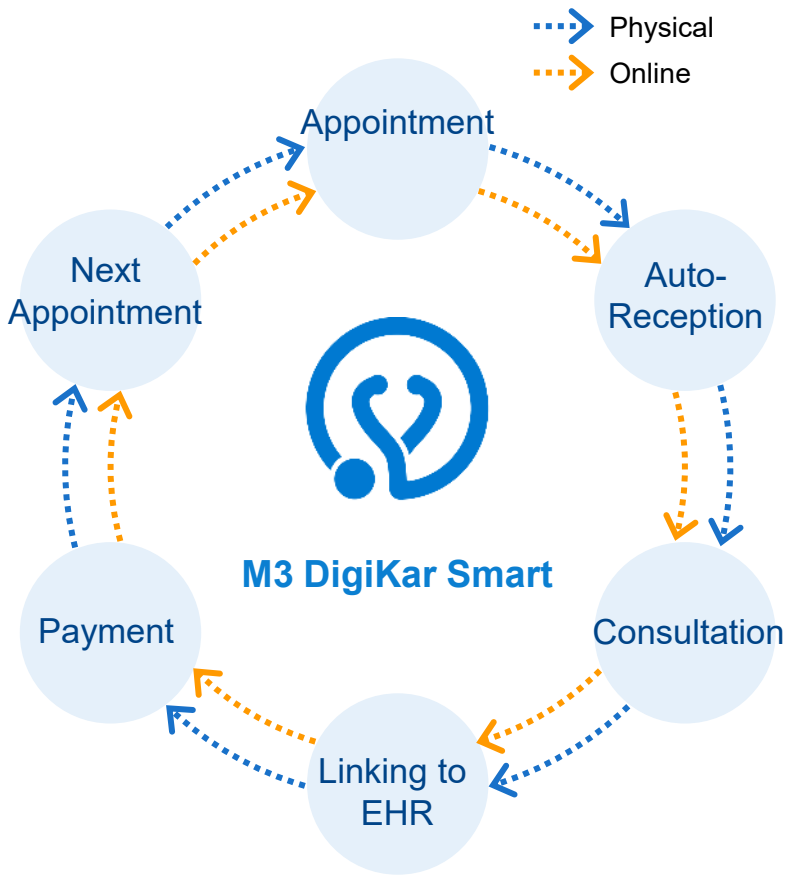 Physical
Online
Appointment
Auto-
Reception
Consultation
Linking to
EHR
Payment
Next
Appointment
M3 DigiKar Smart